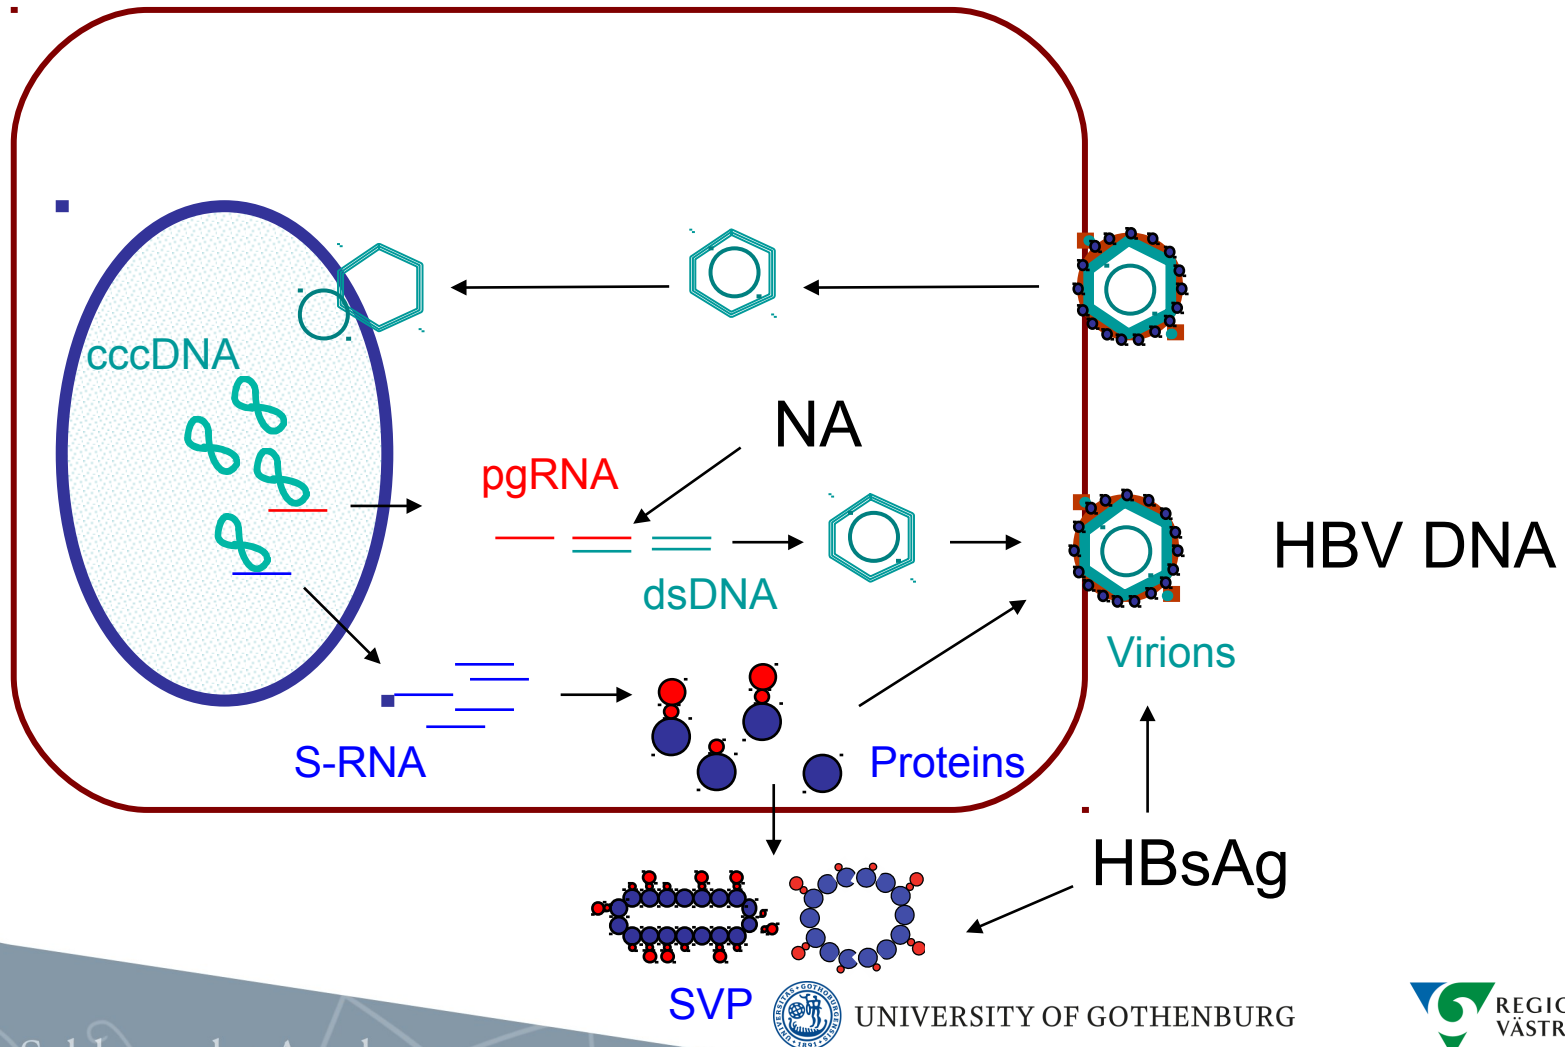 cccDNA
NA
pgRNA
HBV DNA
dsDNA
Virions
S-RNA
Proteins
HBsAg
SVP
UNIVERSITY OF GOTHENBURG